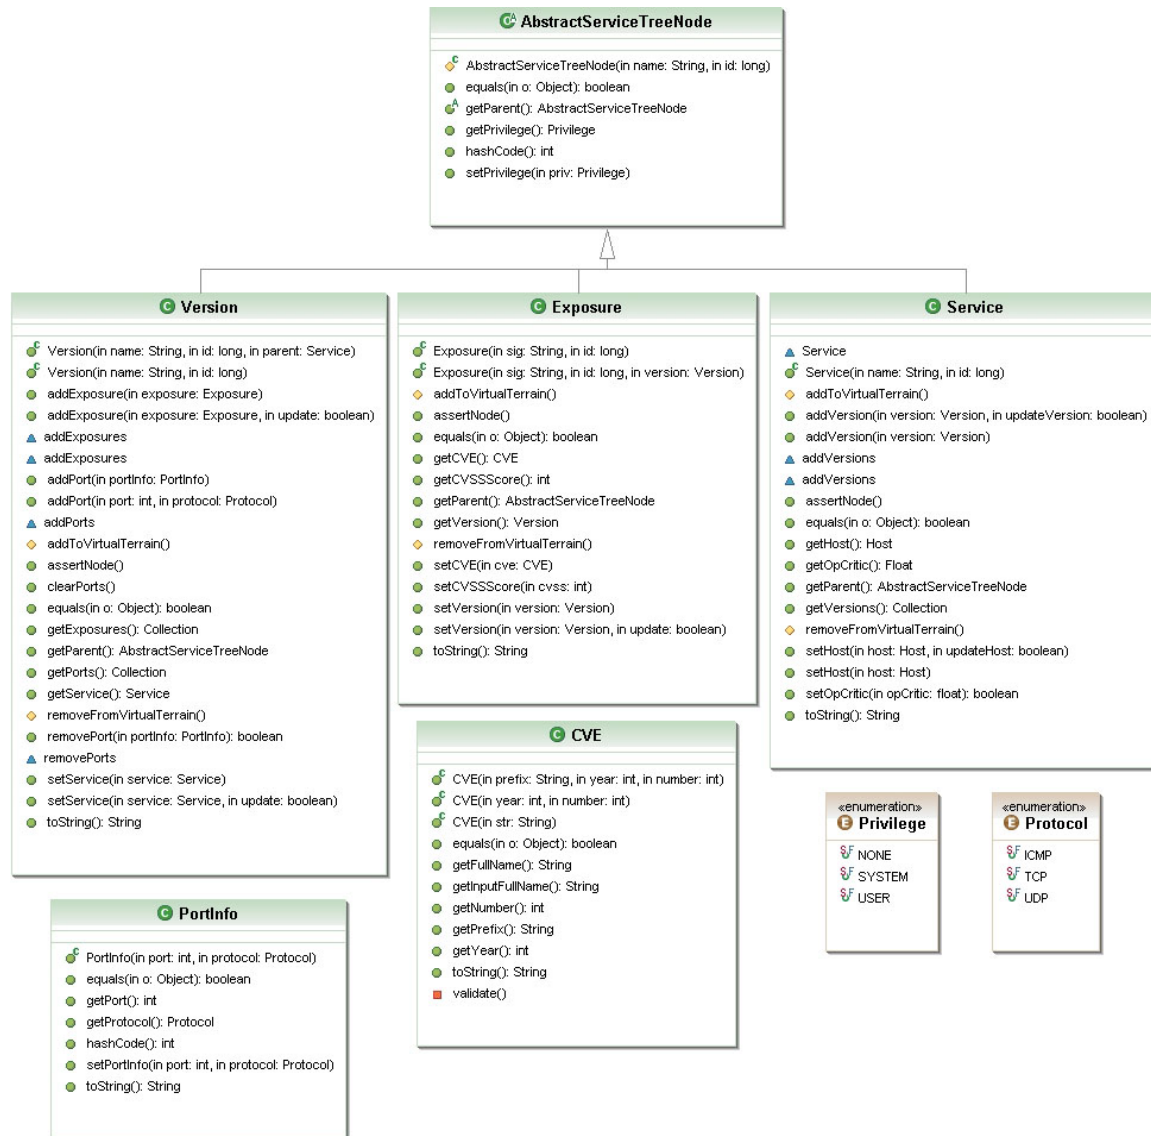 AbstractServiceTreeNode
AbstractServiceTreeNode(in name: String, in id: long)
equals(in o: Object): boolean
getParent(): AbstractServiceTreeNode
getPrivilege(): Privilege
hashCode(): int
setPrivilege(in priv: Privilege)
Version
Version(in name: String, in id: long, in parent: Service)
Version(in name: String, in id: long)
addExposure(in exposure: Exposure)
addExposure(in exposure: Exposure, in update: boolean)
addExposures
addExposures
addPort(in portInfo: PortInfo)
addPort(in port: int, in protocol: Protocol)
addPorts
addToVirtualTerrain()
assertNode()
clearPorts()
equals(in o: Object): boolean
getExposures(): Collection
getParent(): AbstractServiceTreeNode
getPorts(): Collection
getService(): Service
removeFromVirtualTerrain()
removePort(in portInfo: PortInfo): boolean
removePorts
setService(in service: Service)
setService(in service: Service, in update: boolean)
toString(): String
Exposure
Exposure(in sig: String, in id: long)
Exposure(in sig: String, in id: long, in version: Version)
addToVirtualTerrain()
assertNode()
equals(in o: Object): boolean
getCVE(): CVE
getCVSSScore(): int
getParent(): AbstractServiceTreeNode
getVersion(): Version
removeFromVirtualTerrain()
setCVE(in cve: CVE)
setCVSSScore(in cvss: int)
setVersion(in version: Version)
setVersion(in version: Version, in update: boolean)
toString(): String
Service
Service
Service(in name: String, in id: long)
addToVirtualTerrain()
addVersion(in version: Version, in updateVersion: boolean)
addVersion(in version: Version)
addVersions
addVersions
assertNode()
equals(in o: Object): boolean
getHost(): Host
getOpCritic(): Float
getParent(): AbstractServiceTreeNode
getVersions(): Collection
removeFromVirtualTerrain()
setHost(in host: Host, in updateHost: boolean)
setHost(in host: Host)
setOpCritic(in opCritic: float): boolean
toString(): String
CVE
CVE(in prefix: String, in year: int, in number: int)
CVE(in year: int, in number: int)
CVE(in str: String)
equals(in o: Object): boolean
getFullName(): String
getInputFullName(): String
getNumber(): int
getPrefix(): String
getYear(): int
toString(): String
validate()
«enumeration»
Privilege
NONE
SYSTEM
USER
«enumeration»
Protocol
ICMP
TCP
UDP
PortInfo
PortInfo(in port: int, in protocol: Protocol)
equals(in o: Object): boolean
getPort(): int
getProtocol(): Protocol
hashCode(): int
setPortInfo(in port: int, in protocol: Protocol)
toString(): String